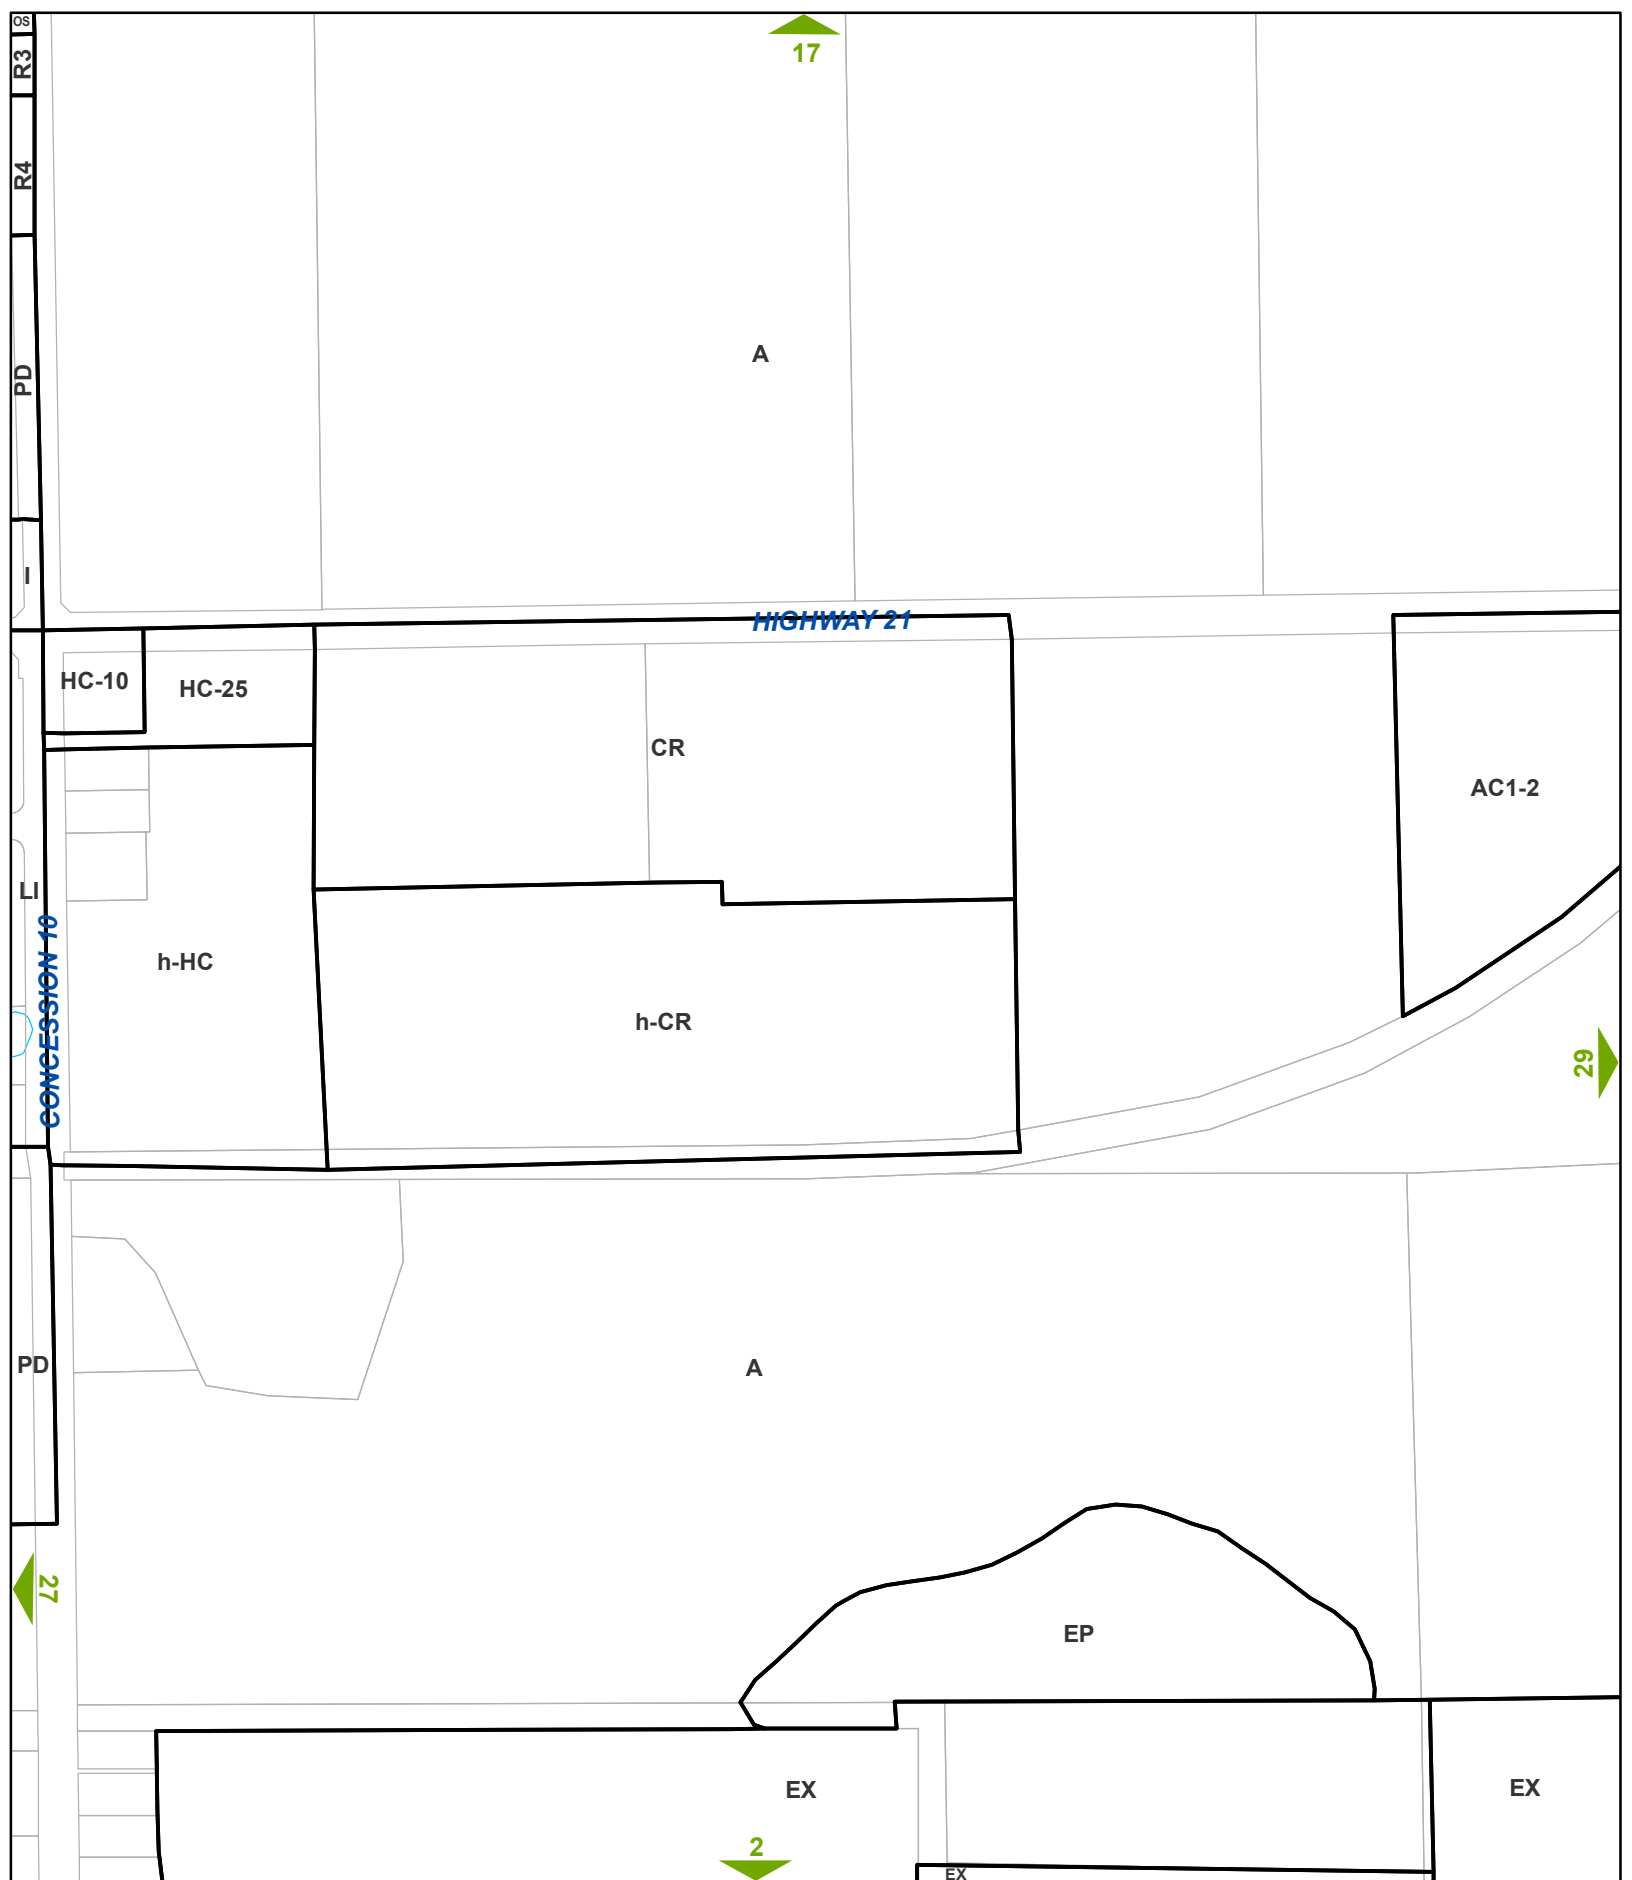 OS
17
R3
R4
A
PD
I
HIGHWAY 21
HC-10
HC-25
CR
AC1-2
LI
h-HC
CONCESSION 10
h-CR
29
PD
A
27
EP
EX
EX
2
EX